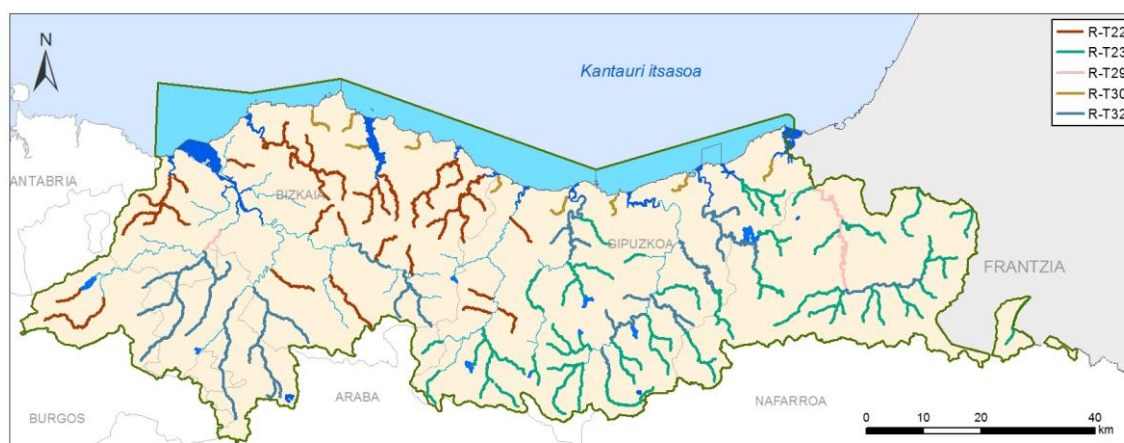 N
Kantauri itsasoa
R-T22
R-T23
R-T29
R-T30
R-T32
ANTABRIA
BIZKAIA
GIPUZKOA
FRANTZIA
ARABA
NAFARROA
BURGOS
0 10 20 40
km